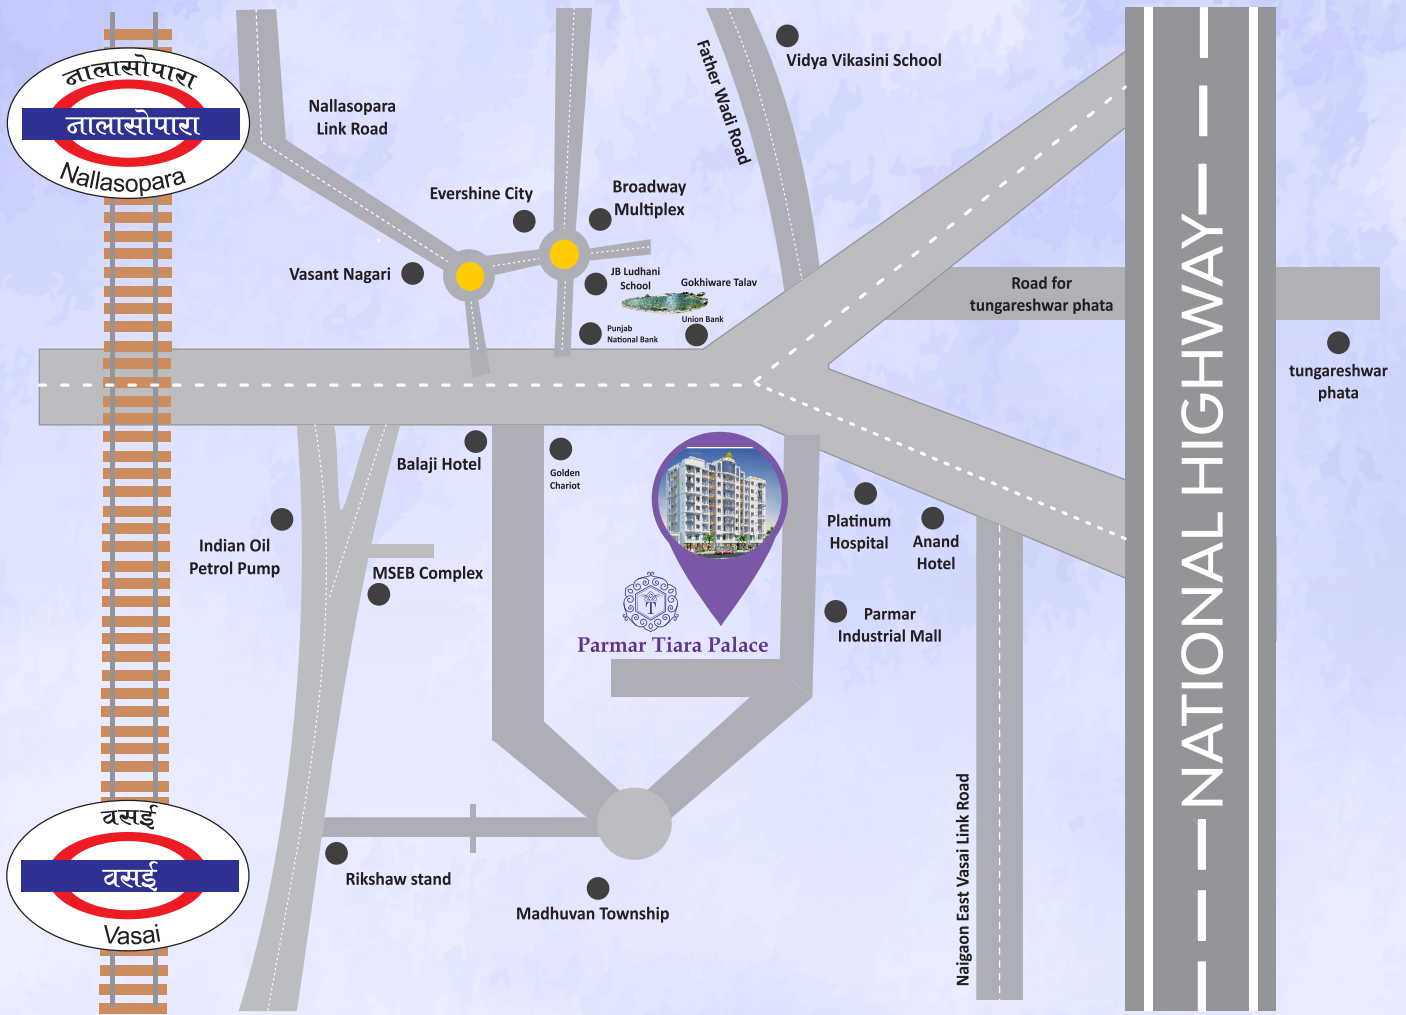 नालासोपारा
नालासोपारा
Nallasopara
Nallasopara
Link Road
Father Wadi Road
Vidya Vikasini School
Evershine City
Broadway
Multiplex
Vasant Nagari
JB Ludhani
School
Gokhiware Talav
Punjab
National Bank
Union Bank
Road for
tungareshwar phata
tungareshwar
phata
NATIONAL HIGHWAY
Balaji Hotel
Golden
Chariot
Indian Oil
Petrol Pump
MSEB Complex
Platinum
Hospital
Anand
Hotel
T
Parmar Tiara Palace
Parmar
Industrial Mall
Naigaon East Vasai Link Road
वसई
वसई
Vasai
Rikshaw stand
Madhuvan Township